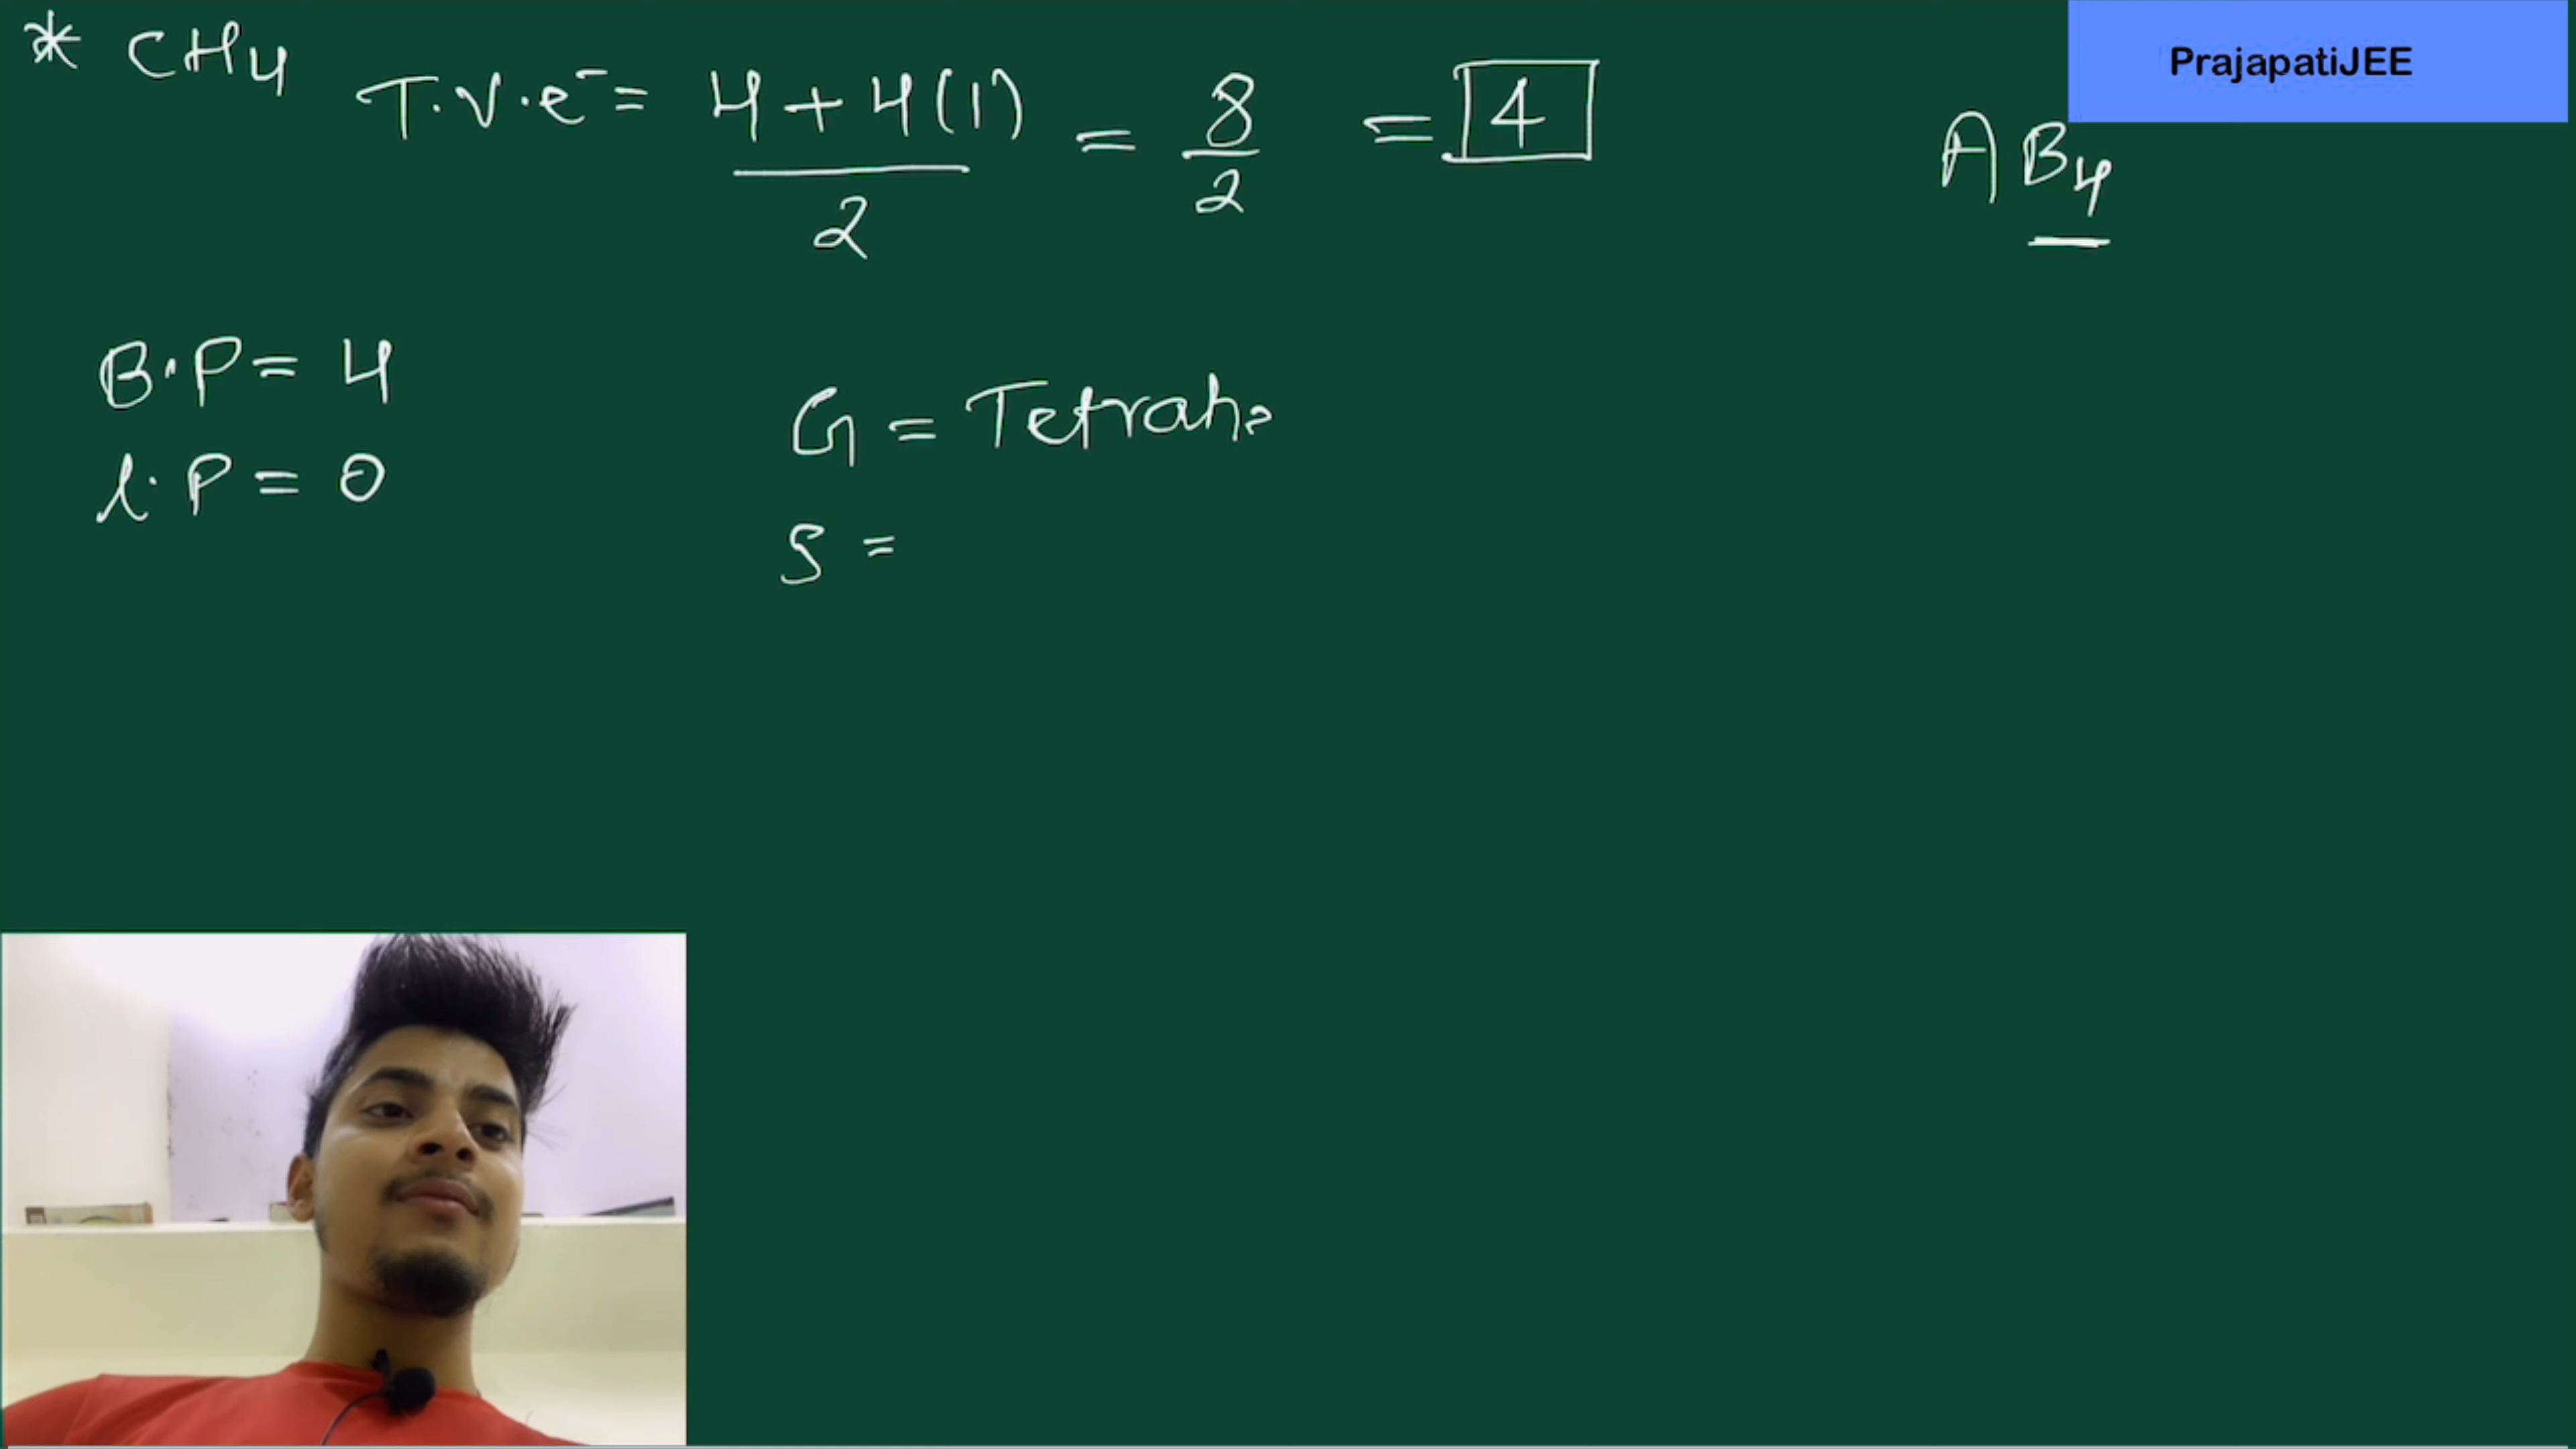 * CH4
T.V.e⁻ = 4 + 4(1) / 2 = 8/2 = 4
PrajapatiJEE
AB4
B.P = 4
l.P = 0
G = Tetrah
S =